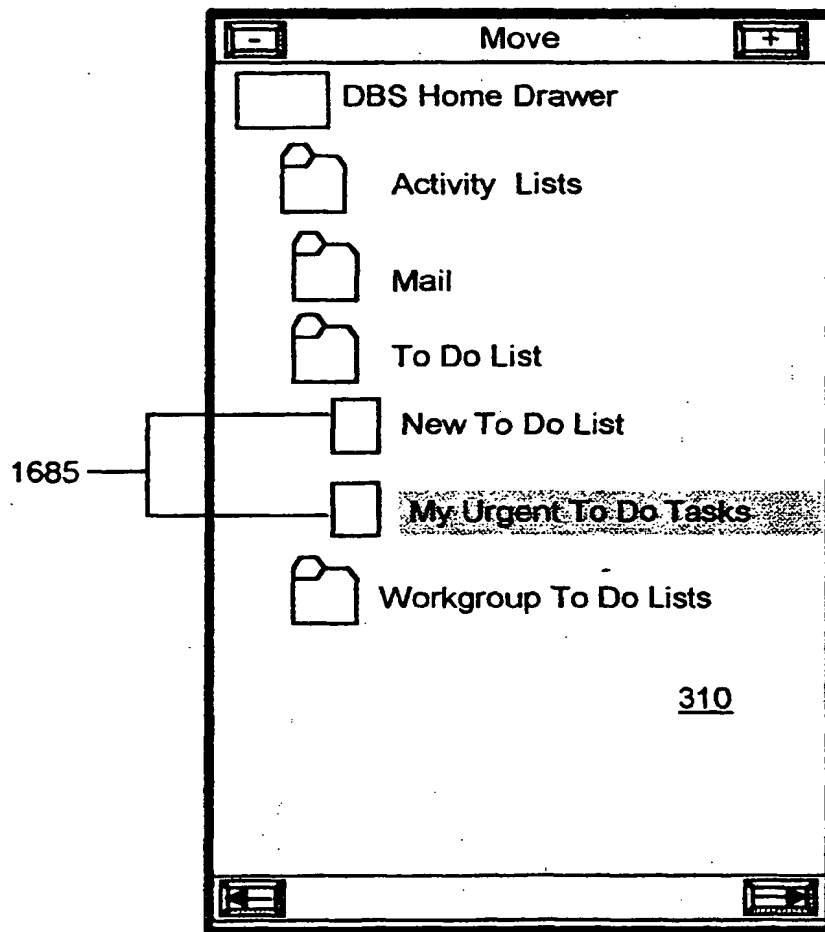 - Move +
DBS Home Drawer
Activity Lists
Mail
To Do List
New To Do List
1685
My Urgent To Do Tasks
Workgroup To Do Lists
310